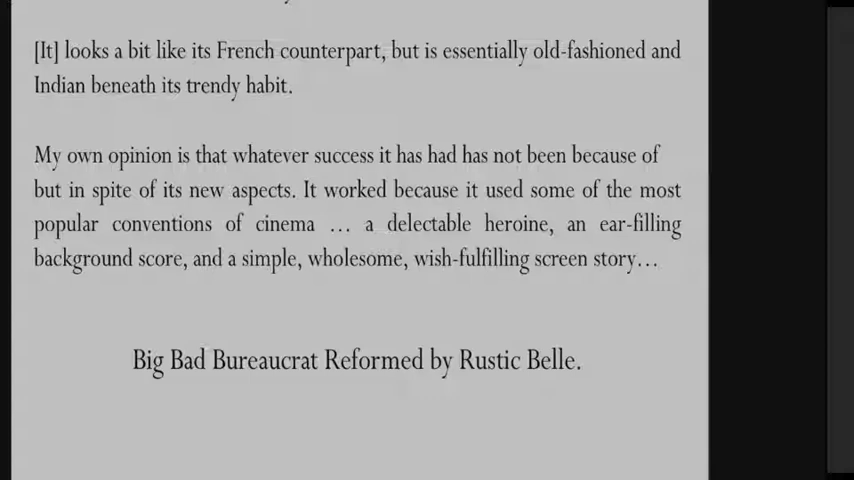 [It] looks a bit like its French counterpart, but is essentially old-fashioned and
Indian beneath its trendy habit.
My own opinion is that whatever success it has had has not been because of
but in spite of its new aspects. It worked because it used some of the most
popular conventions of cinema … a delectable heroine, an ear-filling
background score, and a simple, wholesome, wish-fulfilling screen story…
Big Bad Bureaucrat Reformed by Rustic Belle.